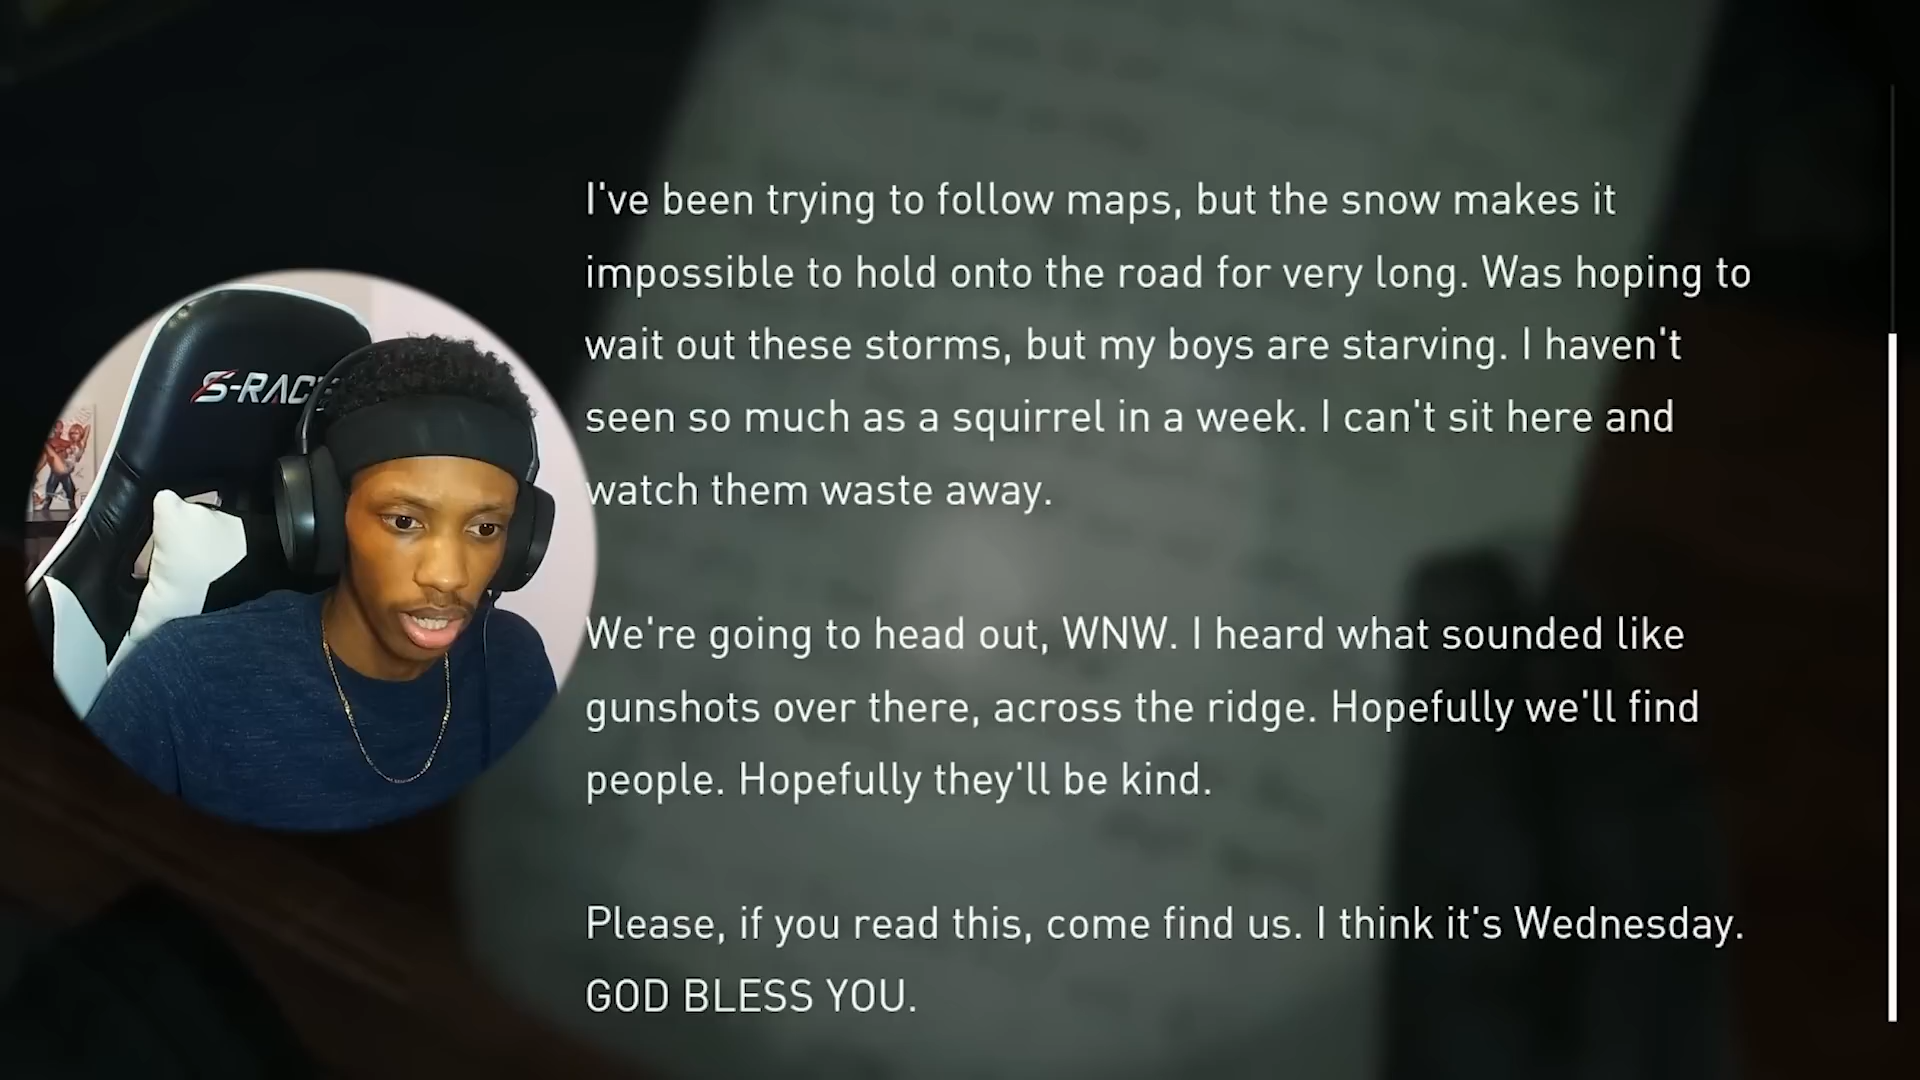 S-RAC
I've been trying to follow maps, but the snow makes it
impossible to hold onto the road for very long. Was hoping to
wait out these storms, but my boys are starving. I haven't
seen so much as a squirrel in a week. I can't sit here and
watch them waste away.
We're going to head out, WNW. I heard what sounded like
gunshots over there, across the ridge. Hopefully we'll find
people. Hopefully they'll be kind.
Please, if you read this, come find us. I think it's Wednesday.
GOD BLESS YOU.